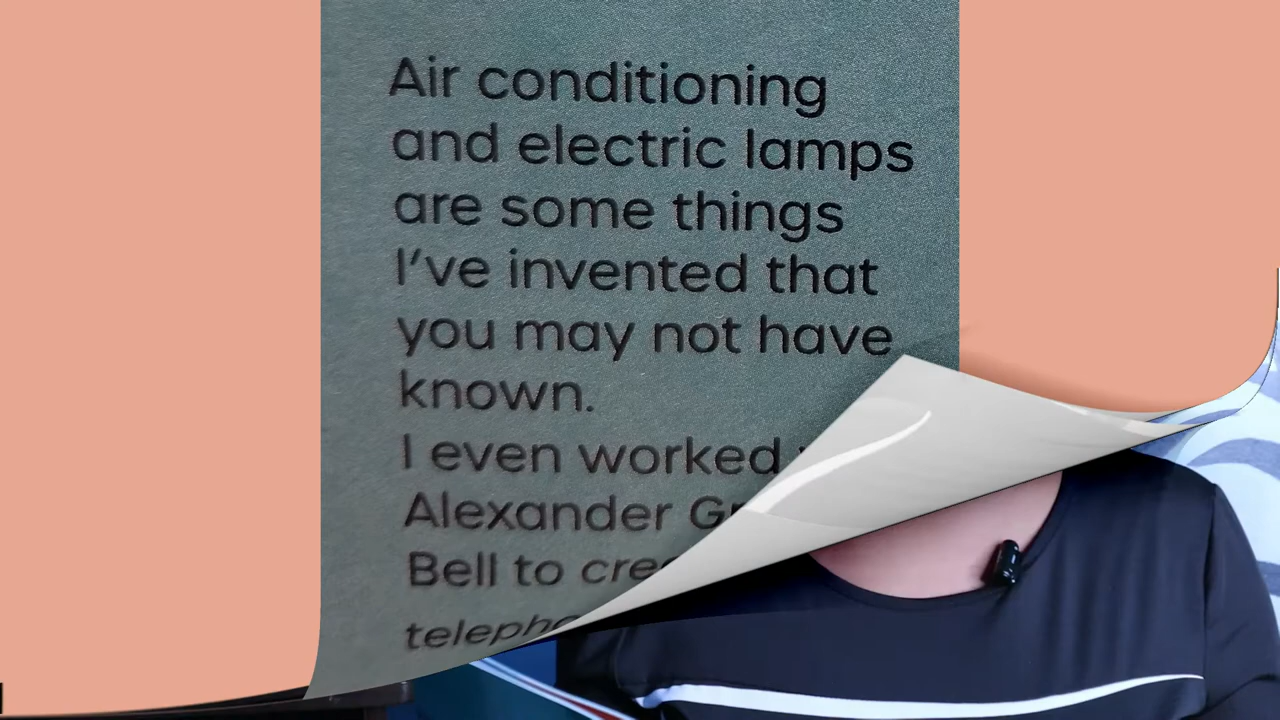 Air conditioning
and electric lamps
are some things
I've invented that
you may not have
known.
I even worked
Alexander
Bell to